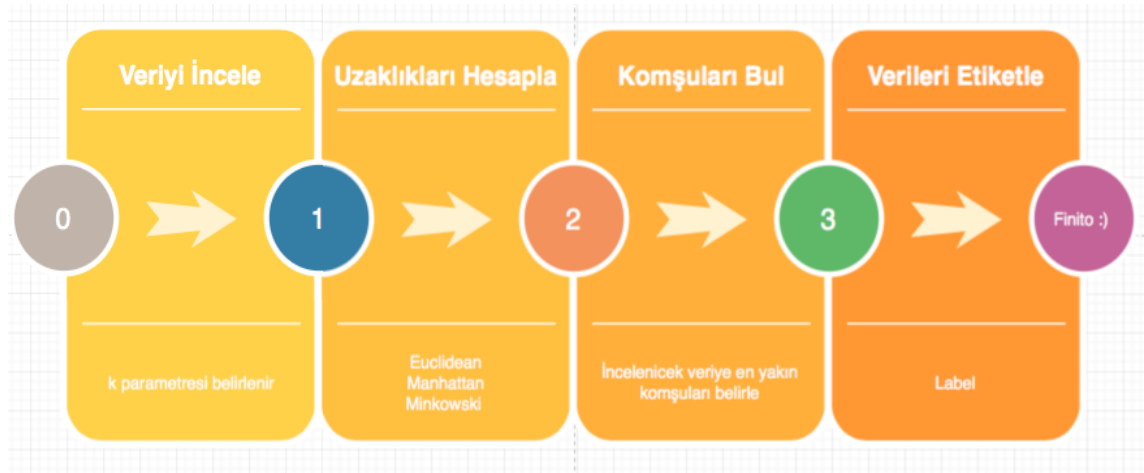 Veriyi İncele
Uzaklıkları Hesapla
Komşuları Bul
Verileri Etiketle
0
1
2
3
Finito :)
k parametresi belirlenir
Euclidean
Manhattan
Minkowski
İncelenicek veriye en yakın
komşuları belirle
Label